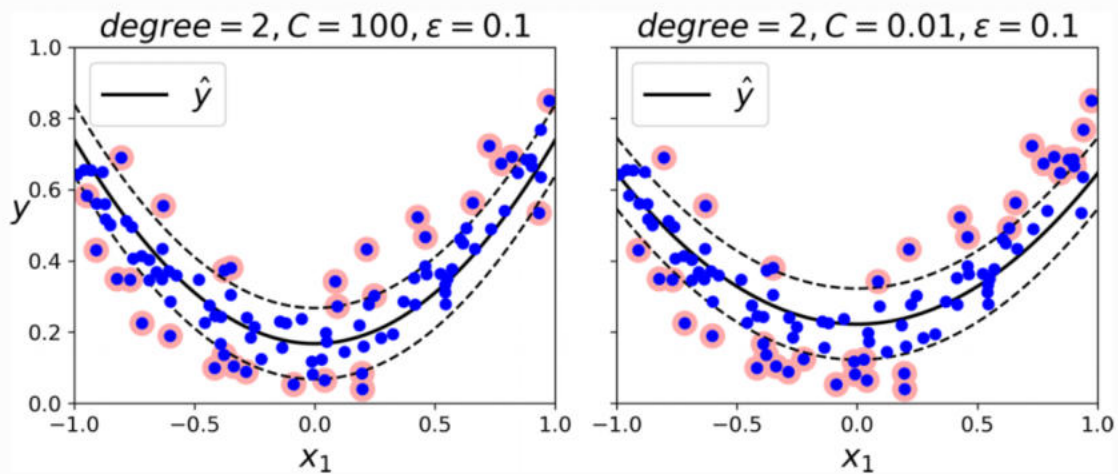 degree = 2, C = 100, ε = 0.1
degree = 2, C = 0.01, ε = 0.1
1.0
0.8
0.6
0.4
0.2
0.0
y
ŷ
ŷ
−1.0 −0.5 0.0 0.5 1.0
−1.0 −0.5 0.0 0.5 1.0
x₁
x₁